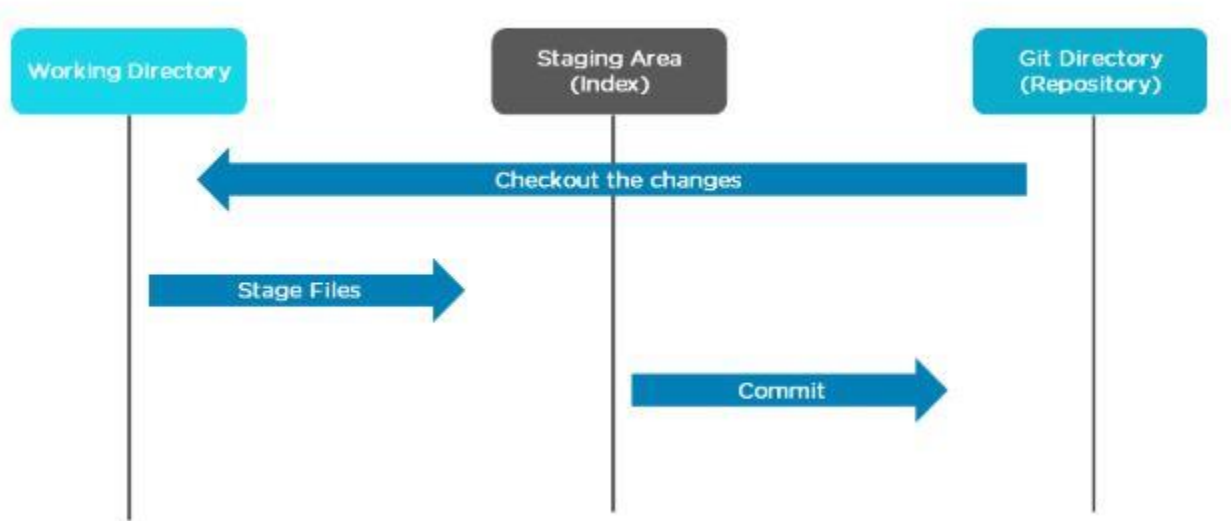 Working Directory
Staging Area
(Index)
Git Directory
(Repository)
Checkout the changes
Stage Files
Commit